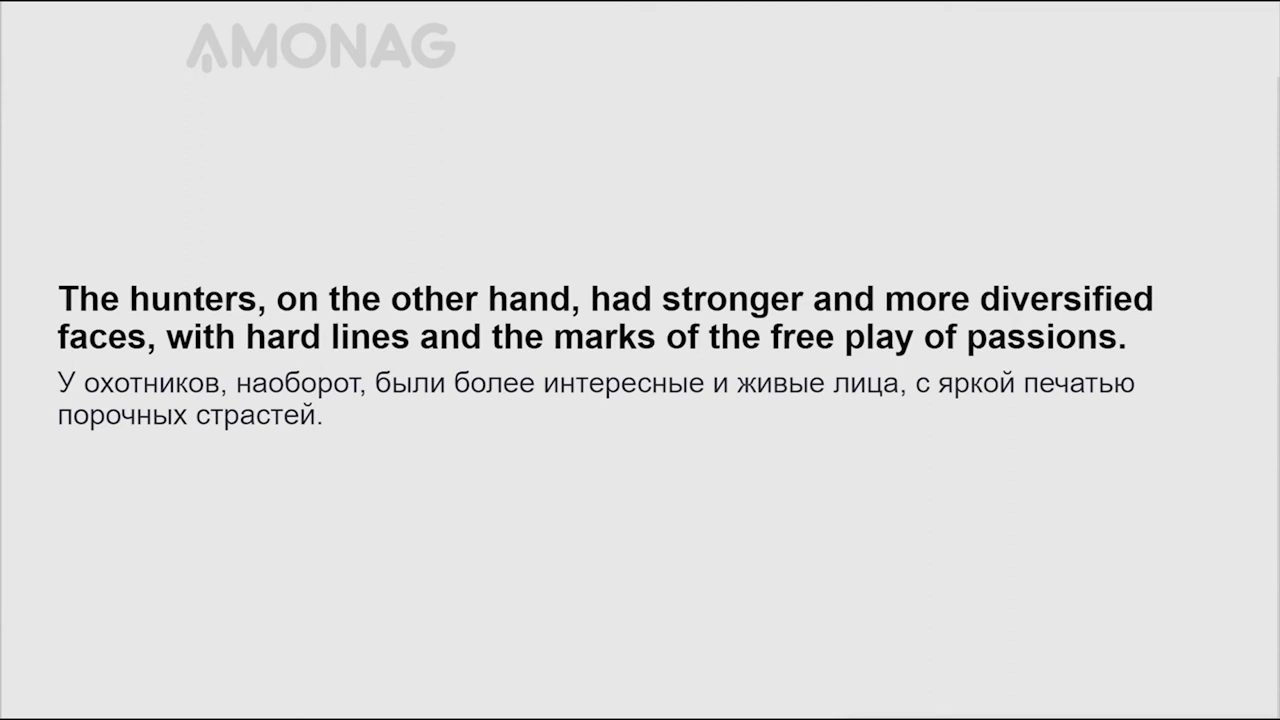 AMONAG
The hunters, on the other hand, had stronger and more diversified
faces, with hard lines and the marks of the free play of passions.
У охотников, наоборот, были более интересные и живые лица, с яркой печатью
порочных страстей.